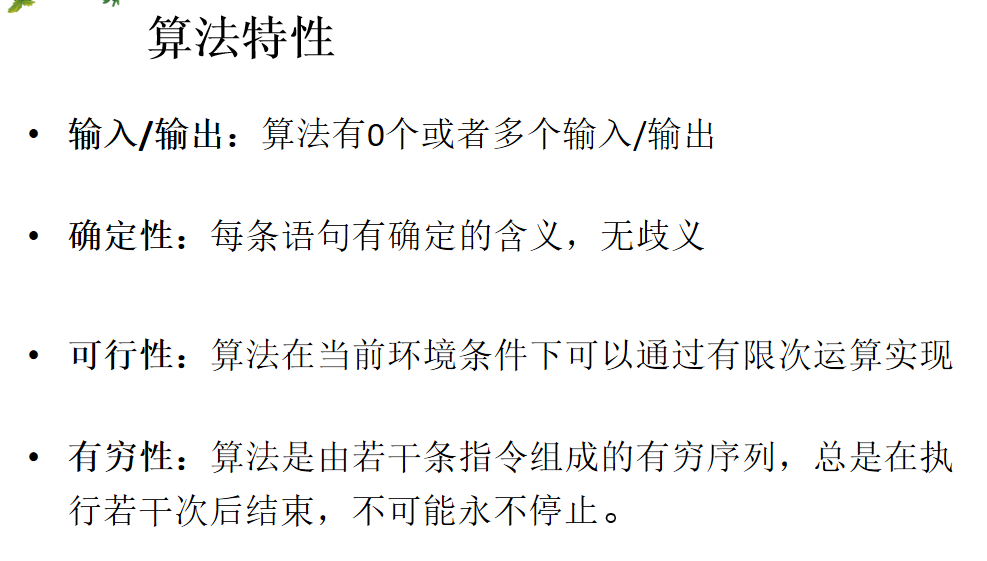 算法特性
• 输入/输出：算法有0个或者多个输入/输出
• 确定性：每条语句有确定的含义，无歧义
• 可行性：算法在当前环境条件下可以通过有限次运算实现
• 有穷性：算法是由若干条指令组成的有穷序列，总是在执
行若干次后结束，不可能永不停止。